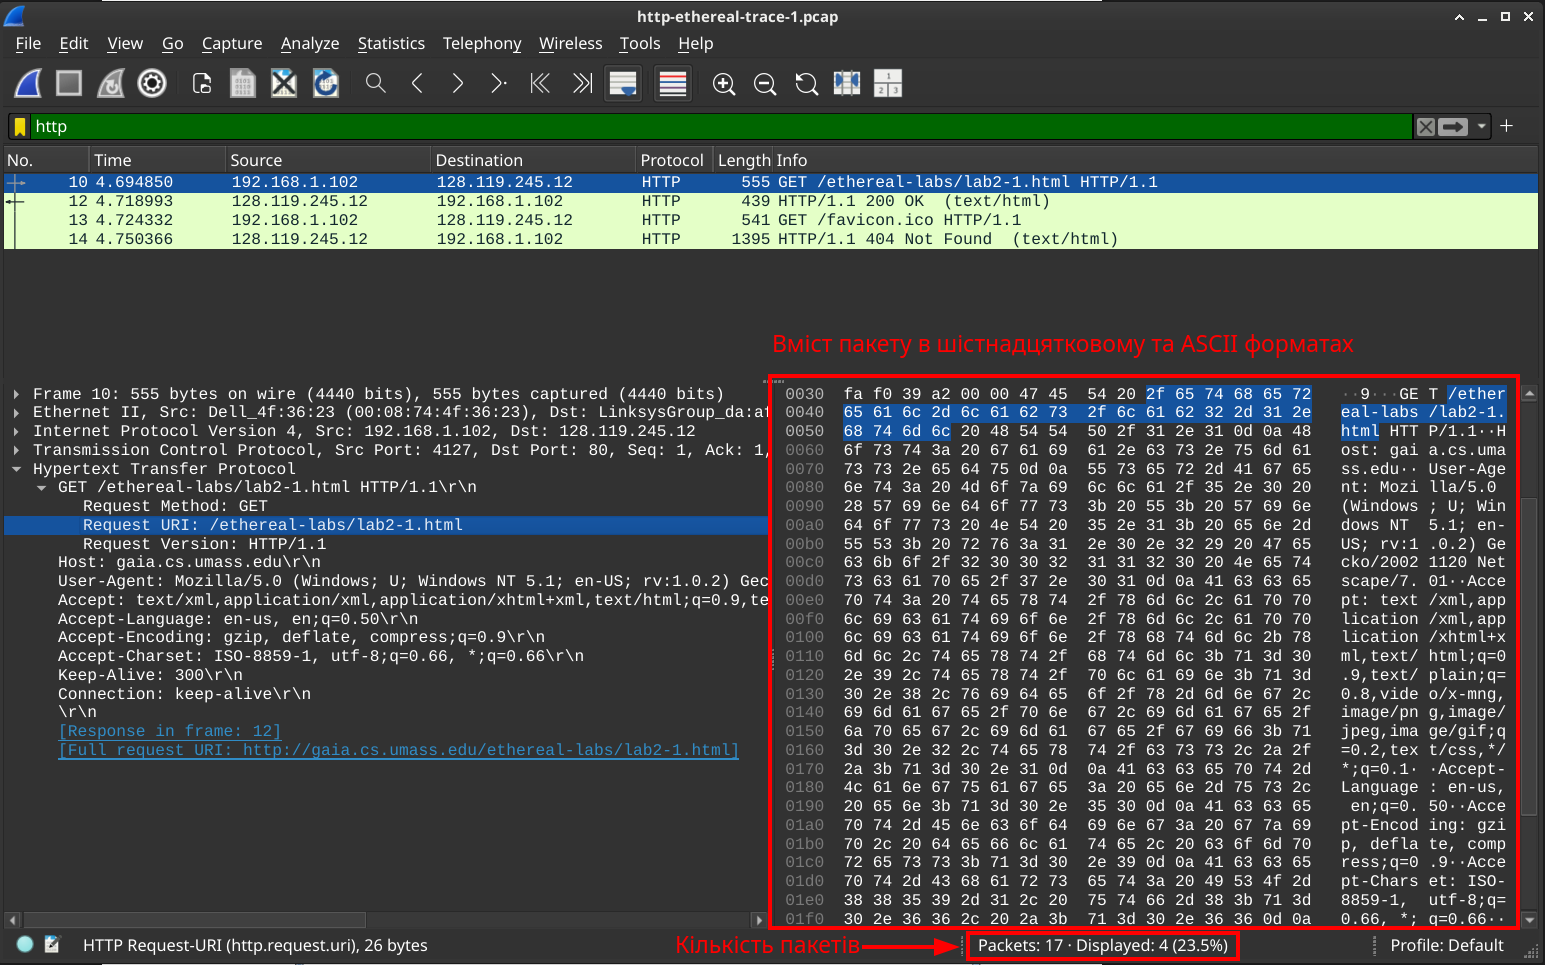 http-ethereal-trace-1.pcap
File Edit View Go Capture Analyze Statistics Telephony Wireless Tools Help
http
No. Time Source Destination Protocol Length Info
10 4.694850 192.168.1.102 128.119.245.12 HTTP 555 GET /ethereal-labs/lab2-1.html HTTP/1.1
12 4.718993 128.119.245.12 192.168.1.102 HTTP 439 HTTP/1.1 200 OK (text/html)
13 4.724332 192.168.1.102 128.119.245.12 HTTP 541 GET /favicon.ico HTTP/1.1
14 4.750366 128.119.245.12 192.168.1.102 HTTP 1395 HTTP/1.1 404 Not Found (text/html)
Вміст пакету в шістнадцятковому та ASCII форматах
Frame 10: 555 bytes on wire (4440 bits), 555 bytes captured (4440 bits)
Ethernet II, Src: Dell_4f:36:23 (00:08:74:4f:36:23), Dst: LinksysGroup_da:af
Internet Protocol Version 4, Src: 192.168.1.102, Dst: 128.119.245.12
Transmission Control Protocol, Src Port: 4127, Dst Port: 80, Seq: 1, Ack: 1,
Hypertext Transfer Protocol
GET /ethereal-labs/lab2-1.html HTTP/1.1\r\n
Request Method: GET
Request URI: /ethereal-labs/lab2-1.html
Request Version: HTTP/1.1
Host: gaia.cs.umass.edu\r\n
User-Agent: Mozilla/5.0 (Windows; U; Windows NT 5.1; en-US; rv:1.0.2) Gec
Accept: text/xml,application/xml,application/xhtml+xml,text/html;q=0.9,te
Accept-Language: en-us, en;q=0.50\r\n
Accept-Encoding: gzip, deflate, compress;q=0.9\r\n
Accept-Charset: ISO-8859-1, utf-8;q=0.66, *;q=0.66\r\n
Keep-Alive: 300\r\n
Connection: keep-alive\r\n
\r\n
[Response in frame: 12]
[Full request URI: http://gaia.cs.umass.edu/ethereal-labs/lab2-1.html]
0030 fa f0 39 a2 00 00 47 45 54 20 2f 65 74 68 65 72 ··9···GE T /ether
0040 65 61 6c 2d 6c 61 62 73 2f 6c 61 62 32 2d 31 2e eal-labs /lab2-1.
0050 68 74 6d 6c 20 48 54 54 50 2f 31 2e 31 0d 0a 48 html HTT P/1.1··H
0060 6f 73 74 3a 20 67 61 69 61 2e 63 73 2e 75 6d 61 ost: gai a.cs.uma
0070 73 73 2e 65 64 75 0d 0a 55 73 65 72 2d 41 67 65 ss.edu·· User-Age
0080 6e 74 3a 20 4d 6f 7a 69 6c 6c 61 2f 35 2e 30 20 nt: Mozi lla/5.0
0090 28 57 69 6e 64 6f 77 73 3b 20 55 3b 20 57 69 6e (Windows ; U; Win
00a0 64 6f 77 73 20 4e 54 20 35 2e 31 3b 20 65 6e 2d dows NT 5.1; en-
00b0 55 53 3b 20 72 76 3a 31 2e 30 2e 32 29 20 47 65 US; rv:1 .0.2) Ge
00c0 63 6b 6f 2f 32 30 30 32 31 31 32 30 20 4e 65 74 cko/2002 1120 Net
00d0 73 63 61 70 65 2f 37 2e 30 31 0d 0a 41 63 63 65 scape/7. 01··Acce
00e0 70 74 3a 20 74 65 78 74 2f 78 6d 6c 2c 61 70 70 pt: text /xml,app
00f0 6c 69 63 61 74 69 6f 6e 2f 78 6d 6c 2c 61 70 70 lication /xml,app
0100 6c 69 63 61 74 69 6f 6e 2f 78 68 74 6d 6c 2b 78 lication /xhtml+x
0110 6d 6c 2c 74 65 78 74 2f 68 74 6d 6c 3b 71 3d 30 ml,text/ html;q=0
0120 2e 39 2c 74 65 78 74 2f 70 6c 61 69 6e 3b 71 3d .9,text/ plain;q=
0130 30 2e 38 2c 76 69 64 65 6f 2f 78 2d 6d 6e 67 2c 0.8,vide o/x-mng,
0140 69 6d 61 67 65 2f 70 6e 67 2c 69 6d 61 67 65 2f image/pn g,image/
0150 6a 70 65 67 2c 69 6d 61 67 65 2f 67 69 66 3b 71 jpeg,ima ge/gif;q
0160 3d 30 2e 32 2c 74 65 78 74 2f 63 73 73 2c 2a 2f =0.2,tex t/css,*/
0170 2a 3b 71 3d 30 2e 31 0d 0a 41 63 63 65 70 74 2d *;q=0.1· ·Accept-
0180 4c 61 6e 67 75 61 67 65 3a 20 65 6e 2d 75 73 2c Language : en-us,
0190 20 65 6e 3b 71 3d 30 2e 35 30 0d 0a 41 63 63 65 en;q=0. 50··Acce
01a0 70 74 2d 45 6e 63 6f 64 69 6e 67 3a 20 67 7a 69 pt-Encod ing: gzi
01b0 70 2c 20 64 65 66 6c 61 74 65 2c 20 63 6f 6d 70 p, defla te, comp
01c0 72 65 73 73 3b 71 3d 30 2e 39 0d 0a 41 63 63 65 ress;q=0 .9··Acce
01d0 70 74 2d 43 68 61 72 73 65 74 3a 20 49 53 4f 2d pt-Chars et: ISO-
01e0 38 38 35 39 2d 31 2c 20 75 74 66 2d 38 3b 71 3d 8859-1, utf-8;q=
01f0 30 2e 36 36 2c 20 2a 3b 71 3d 30 2e 36 36 0d 0a 0.66, *; q=0.66··
HTTP Request-URI (http.request.uri), 26 bytes
Кількість пакетів
Packets: 17 · Displayed: 4 (23.5%)
Profile: Default